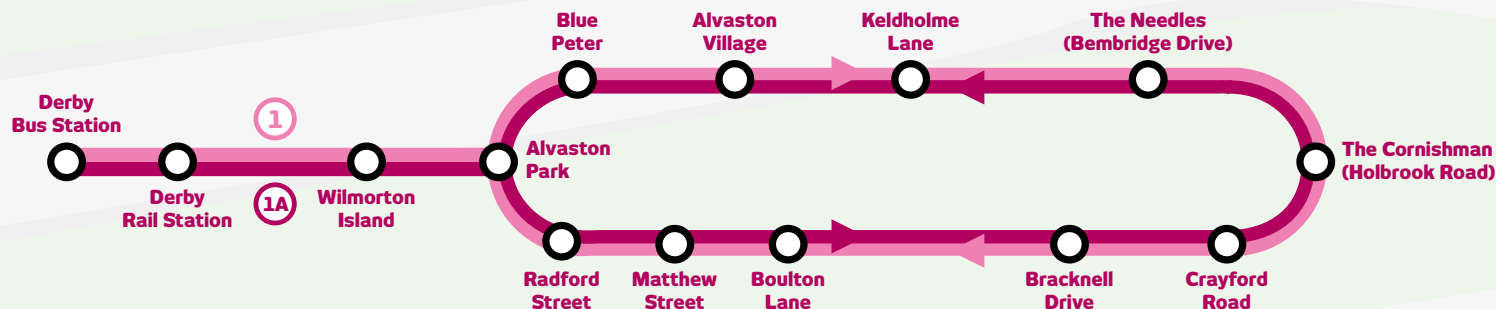 Derby
Bus Station
Derby
Rail Station
1
1A
Wilmorton
Island
Alvaston
Park
Blue
Peter
Alvaston
Village
Keldholme
Lane
The Needles
(Bembridge Drive)
The Cornishman
(Holbrook Road)
Radford
Street
Matthew
Street
Boulton
Lane
Bracknell
Drive
Crayford
Road